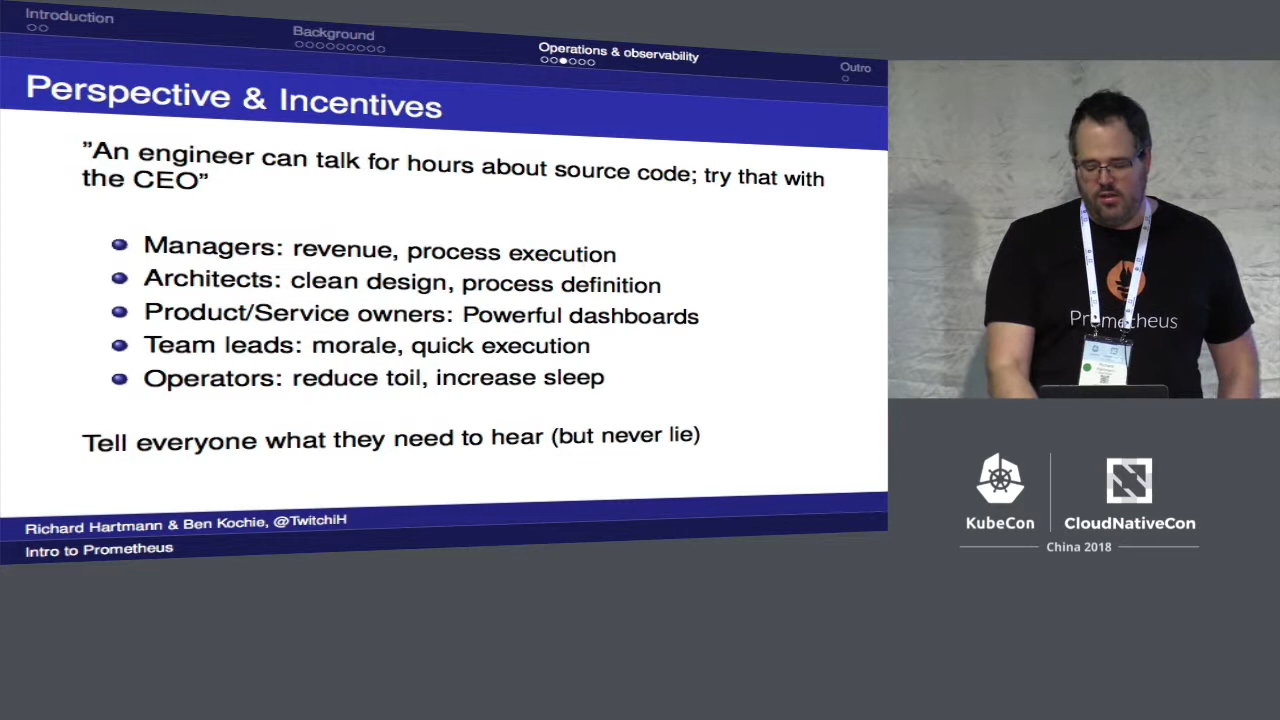 Introduction
Background
Operations & observability
Outro
Perspective & Incentives
”An engineer can talk for hours about source code; try that with
the CEO”
Managers: revenue, process execution
Architects: clean design, process definition
Product/Service owners: Powerful dashboards
Team leads: morale, quick execution
Operators: reduce toil, increase sleep
Tell everyone what they need to hear (but never lie)
Richard Hartmann & Ben Kochie, @TwitchiH
Intro to Prometheus
Prometheus
KubeCon
CloudNativeCon
China 2018